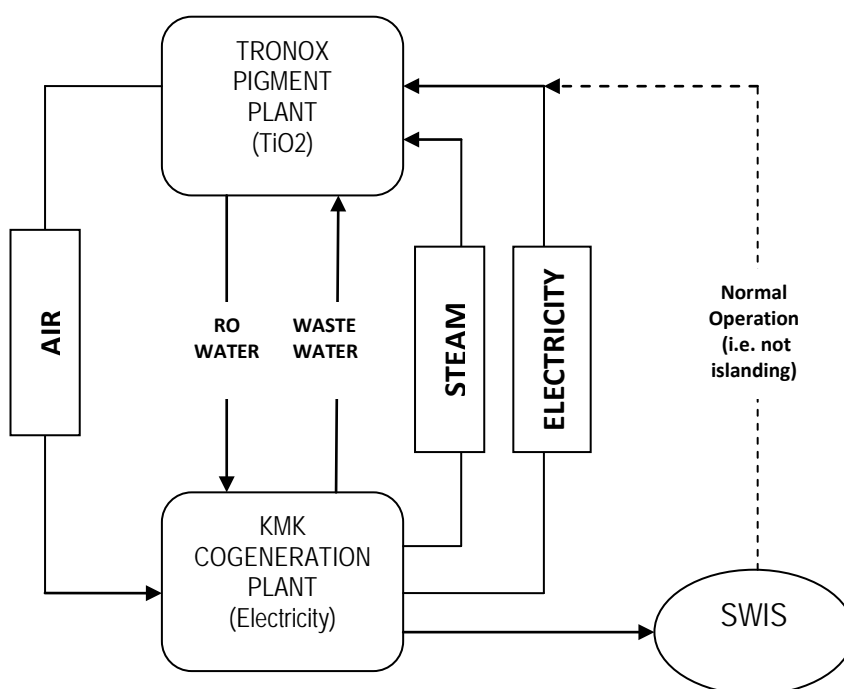 TRONOX
PIGMENT
PLANT
(TiO2)
AIR
RO
WATER
WASTE
WATER
STEAM
ELECTRICITY
Normal
Operation
(i.e. not
islanding)
KMK
COGENERATION
PLANT
(Electricity)
SWIS